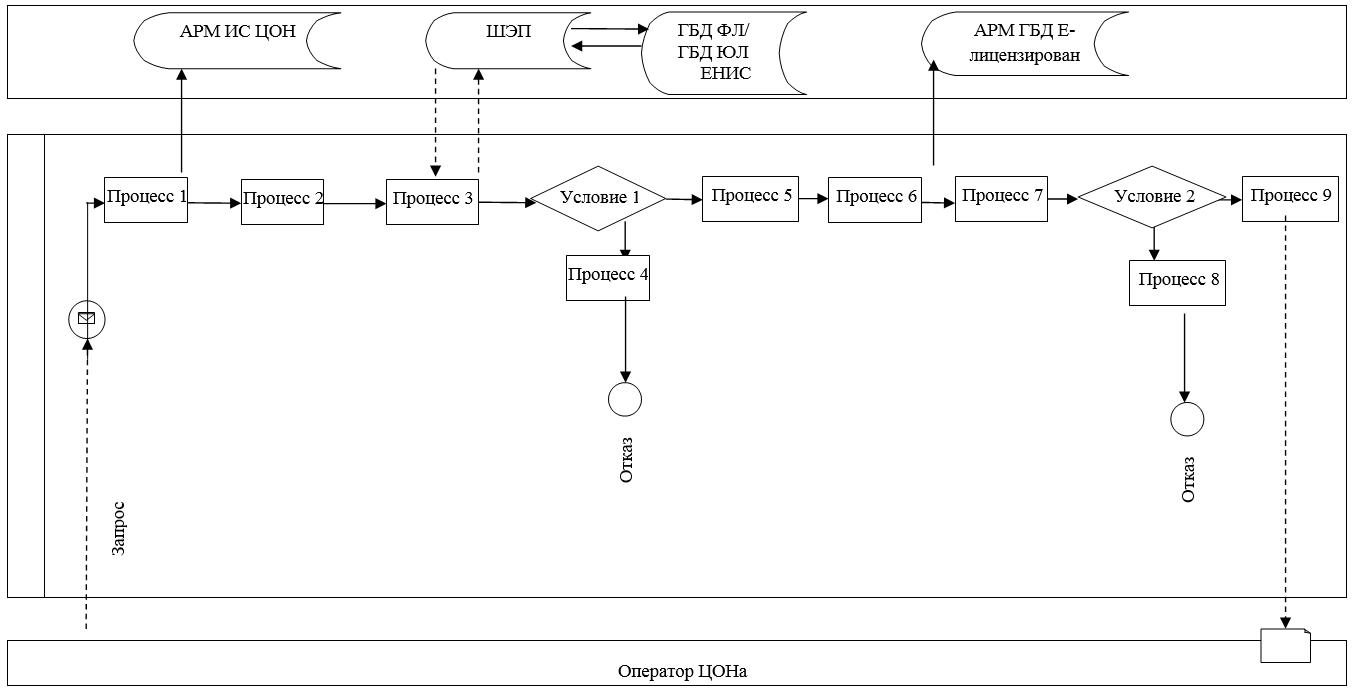 АРМ ИС ЦОН
ШЭП
ГБД ФЛ/
ГБД ЮЛ
ЕНИС
АРМ ГБД Е-
лицензирован
Процесс 1
Процесс 2
Процесс 3
Условие 1
Процесс 5
Процесс 6
Процесс 7
Условие 2
Процесс 9
Процесс 4
Процесс 8
Отказ
Отказ
Запрос
Оператор ЦОНа